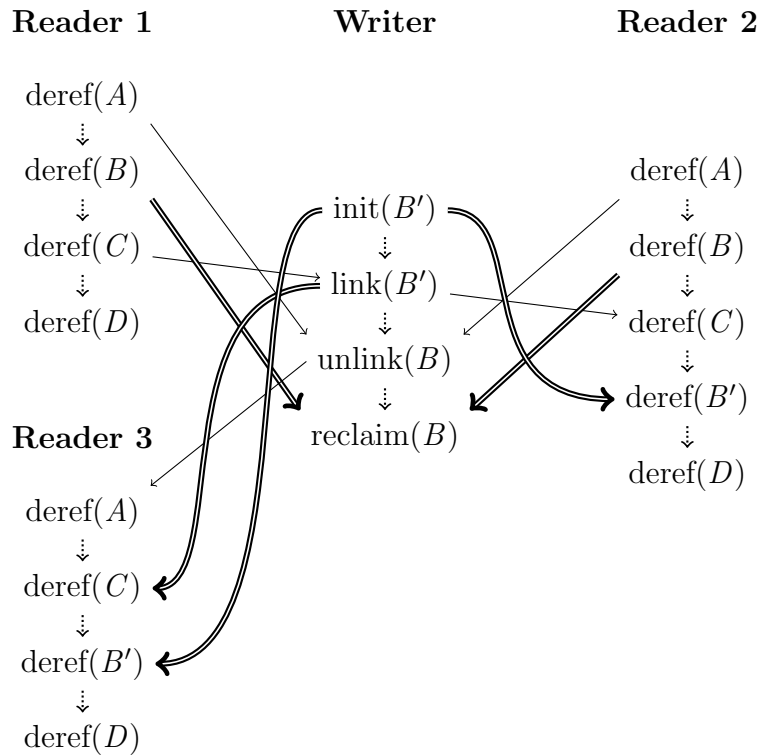 Reader 1
deref(A)
deref(B)
deref(C)
deref(D)
Writer
init(B′)
link(B′)
unlink(B)
reclaim(B)
Reader 2
deref(A)
deref(B)
deref(C)
deref(B′)
deref(D)
Reader 3
deref(A)
deref(C)
deref(B′)
deref(D)